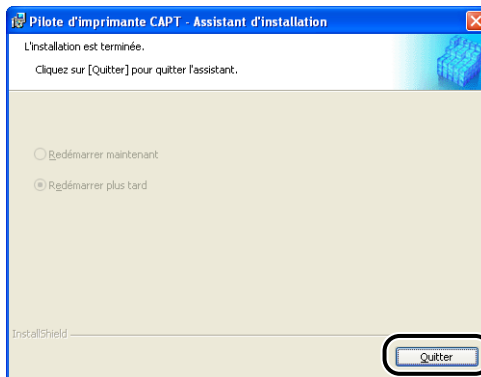 Pilote d'imprimante CAPT - Assistant d'installation
L'installation est terminée.
Cliquez sur [Quitter] pour quitter l'assistant.
Redémarrer maintenant
Redémarrer plus tard
InstallShield
Quitter